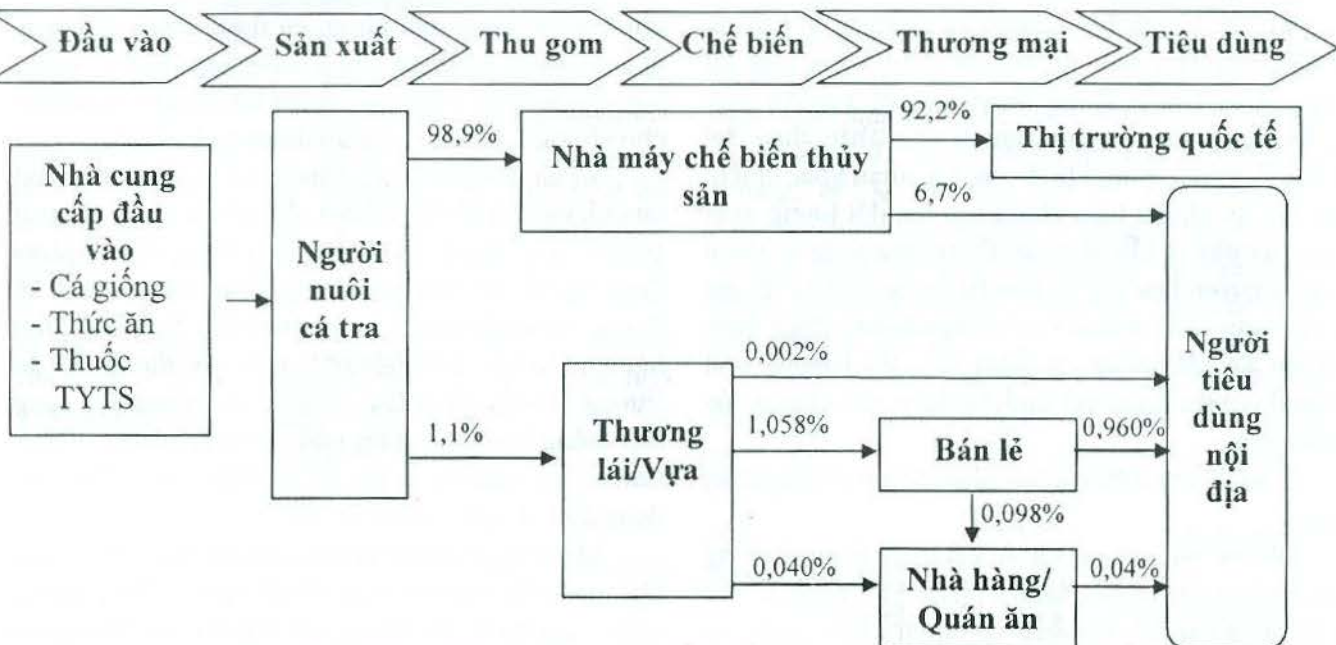 Đầu vào
Sản xuất
Thu gom
Chế biến
Thương mại
Tiêu dùng
Nhà cung
cấp đầu
vào
- Cá giống
- Thức ăn
- Thuốc
TYTS
Người
nuôi
cá tra
98,9%
Nhà máy chế biến thủy
sản
92,2%
Thị trường quốc tế
6,7%
1,1%
Thương
lái/Vựa
0,002%
1,058%
Bán lẻ
0,960%
0,098%
0,040%
Nhà hàng/
Quán ăn
0,04%
Người
tiêu
dùng
nội
địa